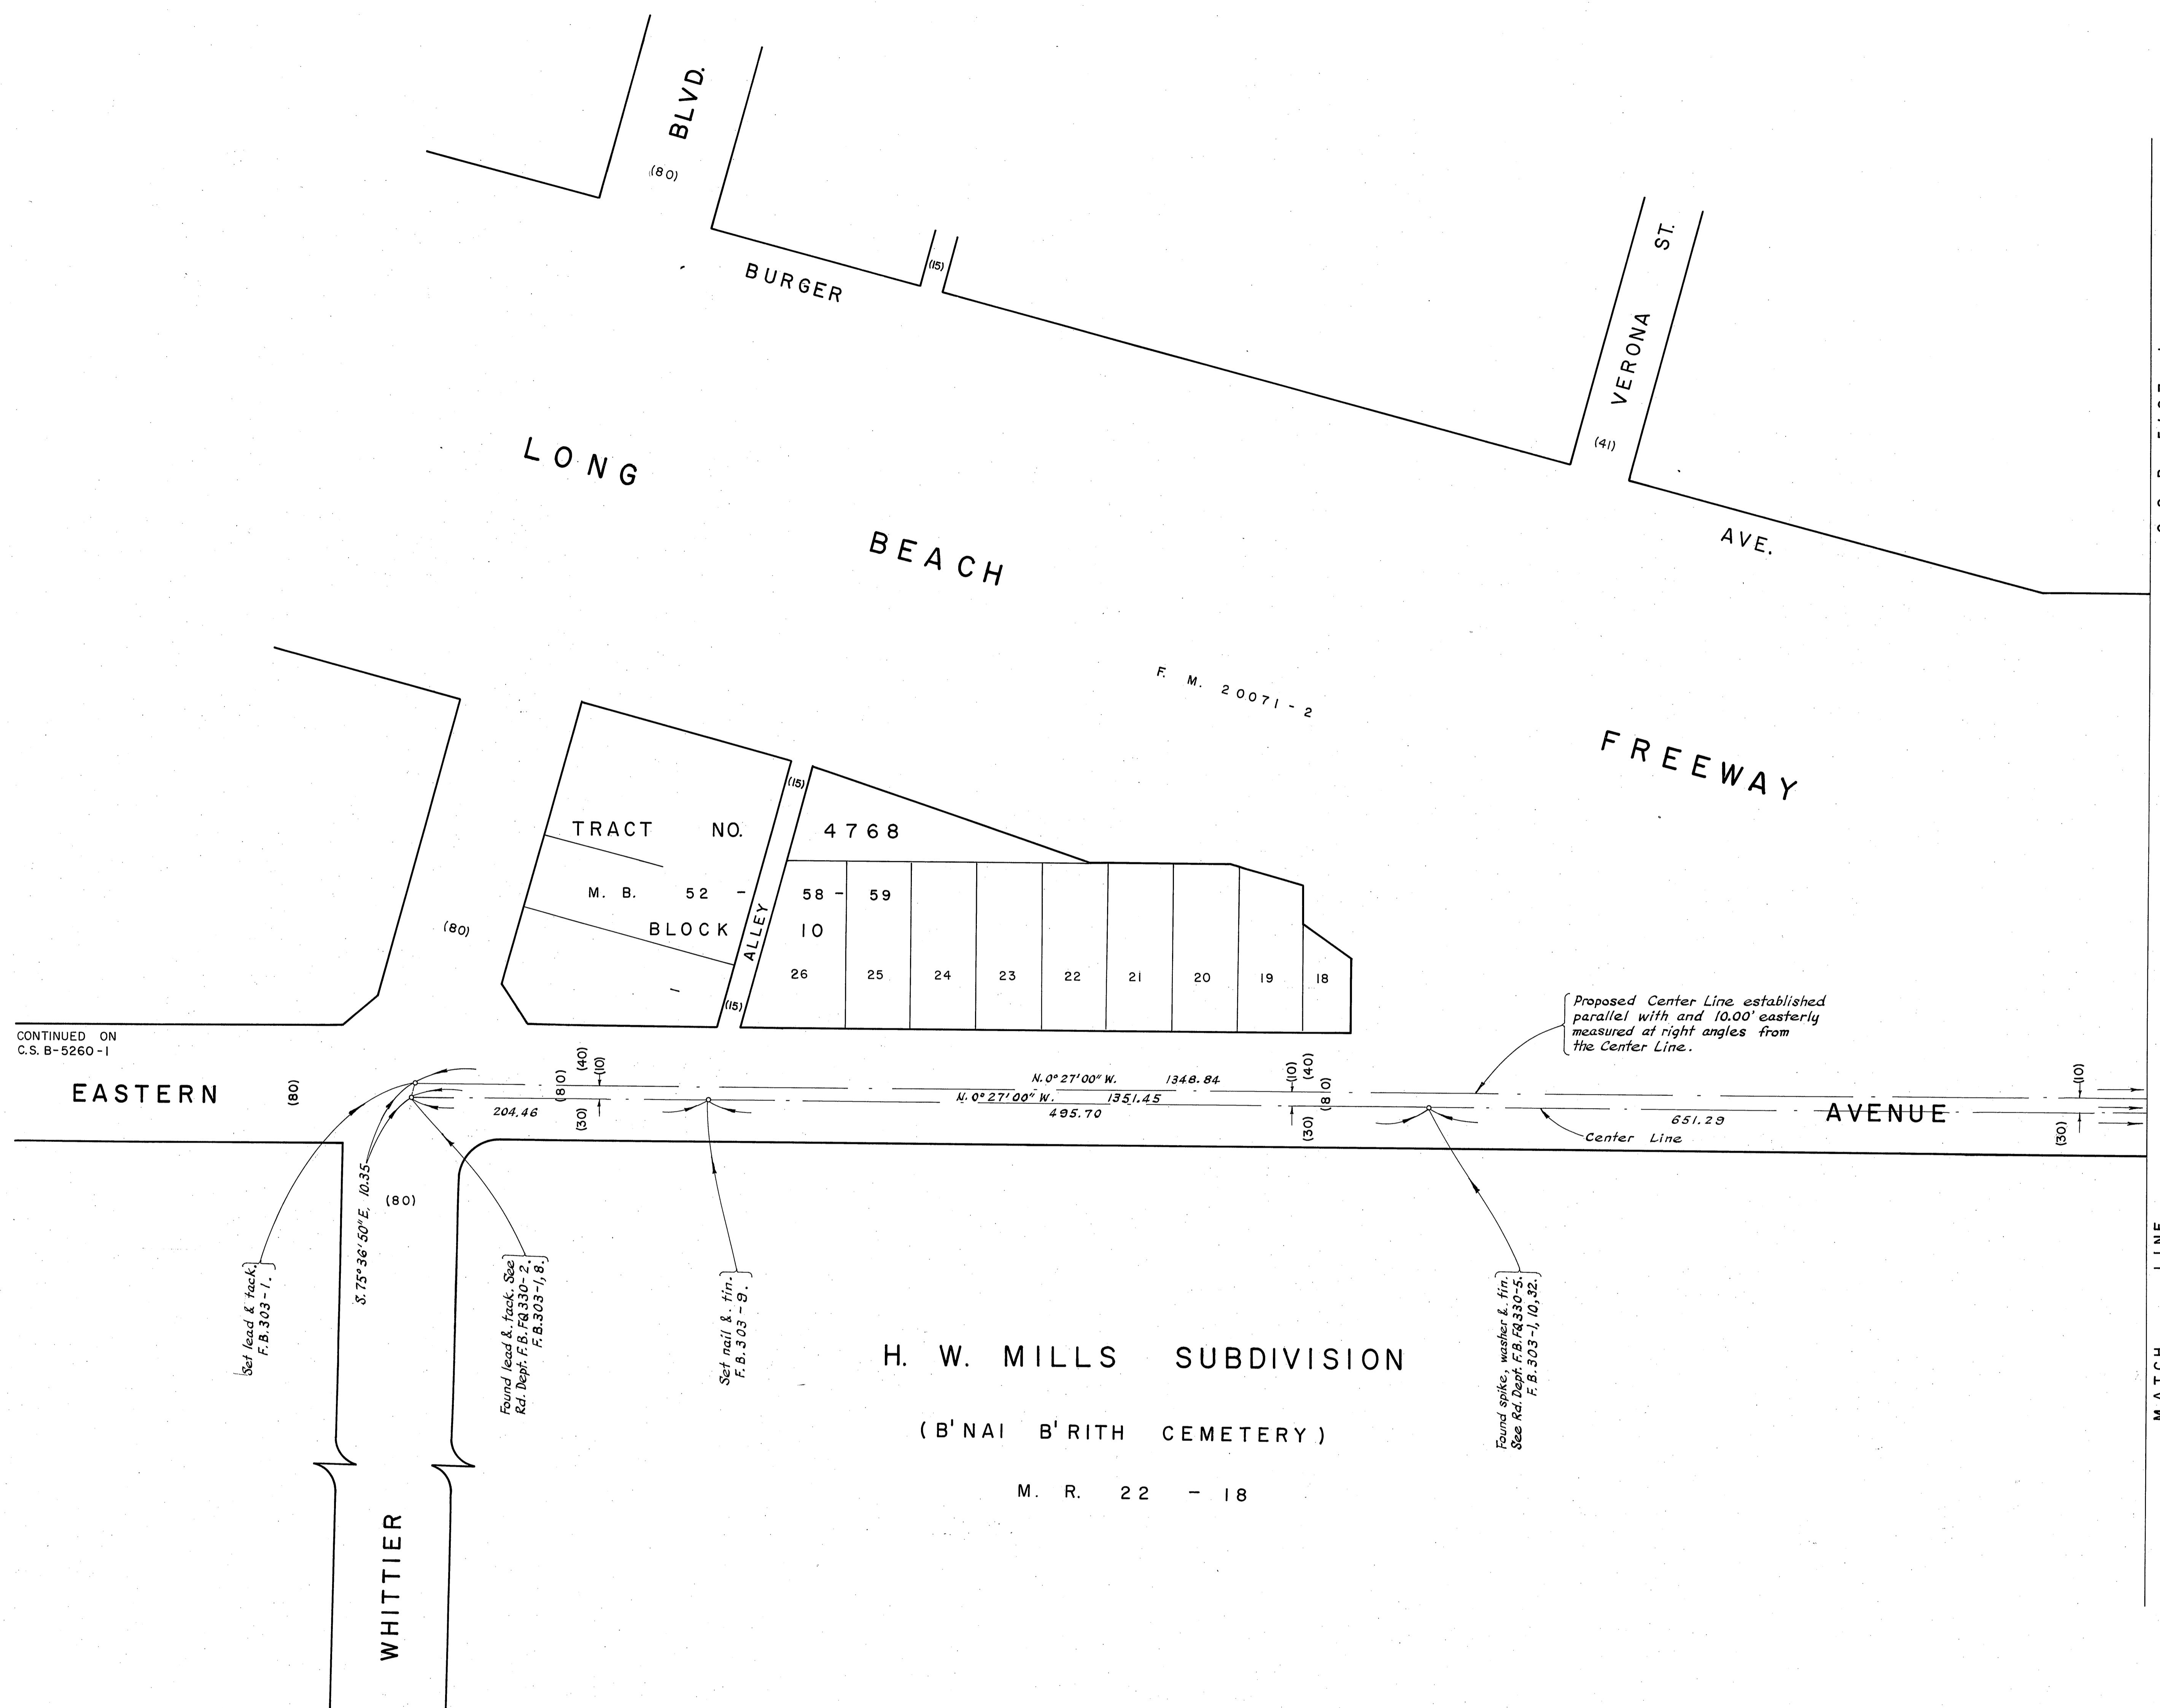 BLVD.
(80)
BURGER
(15)
VERONA ST.
(41)
AVE.
LONG
BEACH
FREEWAY
F. M. 20071-2
(15)
TRACT NO. 4768
M. B. 52 - 58 - 59
BLOCK 10
ALLEY
(80)
26 25 24 23 22 21 20 19 18
-
(15)
CONTINUED ON
C.S. B-5260-1
EASTERN
(80)
(40)
(10)
(80)
(30)
204.46
N.0°27'00"W. 1348.84
N.0°27'00"W. 1351.45
495.70
(10)
(40)
(80)
(30)
Proposed Center Line established
parallel with and 10.00' easterly
measured at right angles from
the Center Line.
Center Line
651.29
AVENUE
(10)
(30)
S.75°36'50"E. 10.35
(80)
Set lead & tack.
F.B.303-1.
Found lead & tack. See
Rd. Dept. F.B.FQ330-2.
F.B.303-1,8.
Set nail & tin.
F.B.303-9.
Found spike, washer & tin.
See Rd. Dept. F.B.FQ330-5.
F.B.303-1,10,32.
H. W. MILLS SUBDIVISION
(B'NAI B'RITH CEMETERY)
M. R. 22 - 18
WHITTIER
MATCH LINE